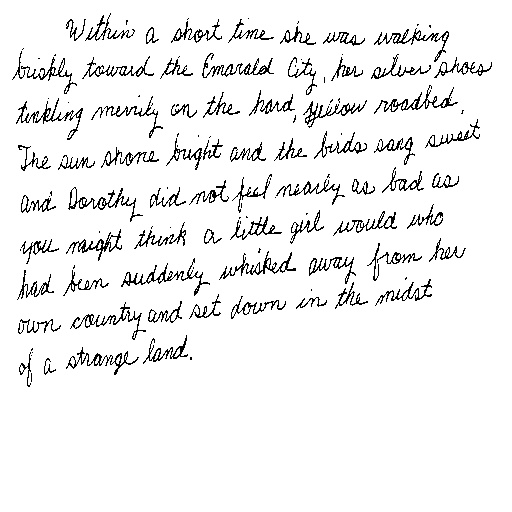 Within a short time she was walking
briskly toward the Emerald City, her silver shoes
tinkling merrily on the hard, yellow roadbed.
The sun shone bright and the birds sang sweet
and Dorothy did not feel nearly as bad as
you might think a little girl would who
had been suddenly whisked away from her
own country and set down in the midst
of a strange land.